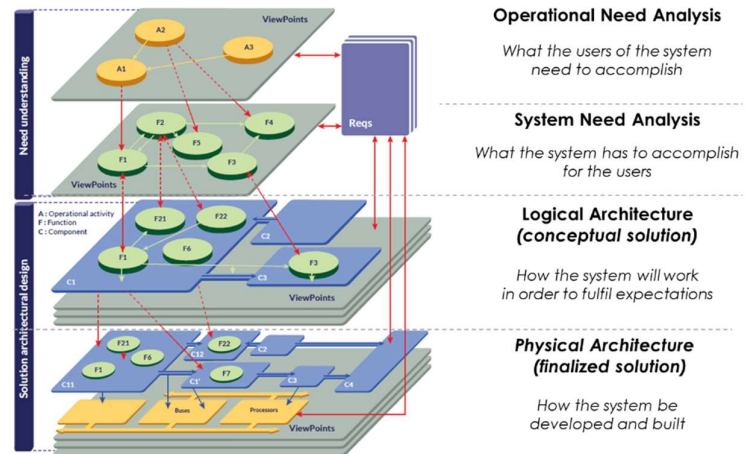 Need understanding
ViewPoints
A2
A3
A1
Reqs
F2
F4
F5
F1
F3
ViewPoints
Operational Need Analysis
What the users of the system
need to accomplish
System Need Analysis
What the system has to accomplish
for the users
Solution architectural design
A : Operational activity
F : Function
C : Component
F21
F22
C2
F6
F1
F3
C1
C3
ViewPoints
Logical Architecture
(conceptual solution)
How the system will work
in order to fulfil expectations
F21
F22
C2
C12
F6
F1
F7
C11
C1'
C3
C4
Buses
Processors
ViewPoints
Physical Architecture
(finalized solution)
How the system be
developed and built